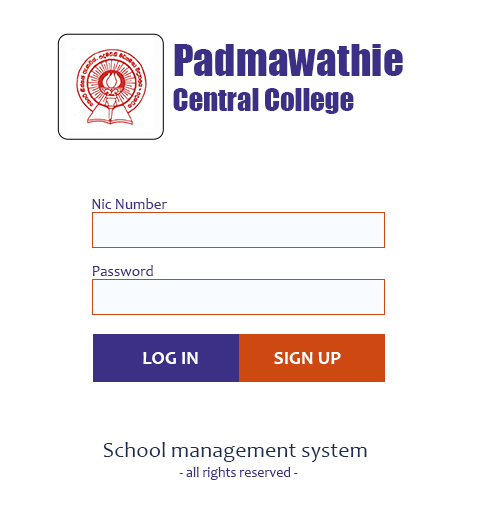 Padmawathie
Central College
Nic Number
Password
LOG IN
SIGN UP
School management system
- all rights reserved -